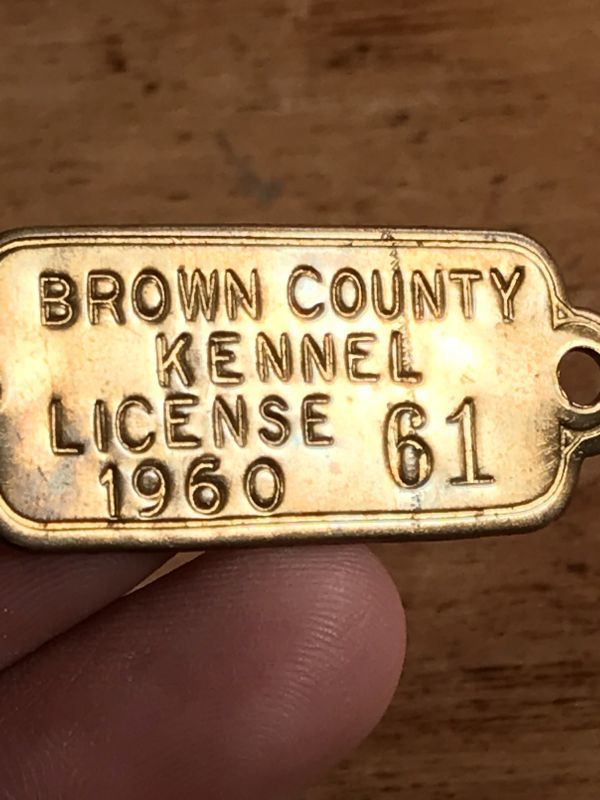 BROWN COUNTY
KENNEL
LICENSE 61
1960